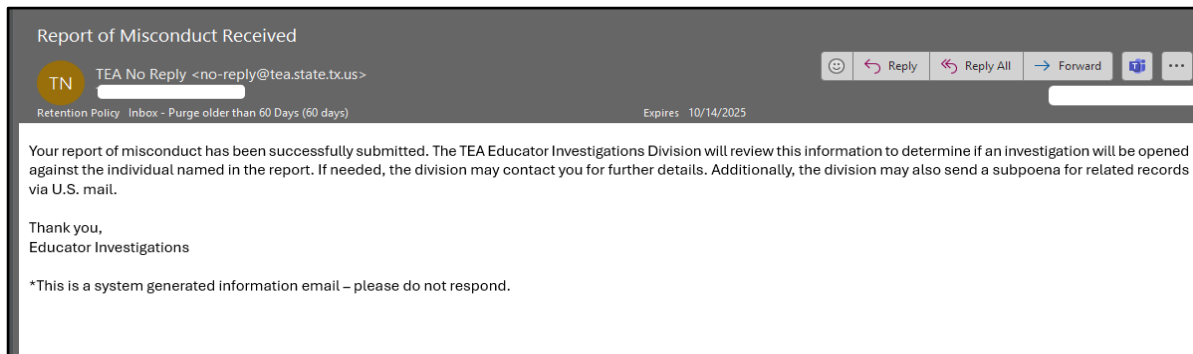 Report of Misconduct Received
TN
TEA No Reply <no-reply@tea.state.tx.us>
Reply
Reply All
Forward
Retention Policy Inbox - Purge older than 60 Days (60 days)
Expires 10/14/2025
Your report of misconduct has been successfully submitted. The TEA Educator Investigations Division will review this information to determine if an investigation will be opened
against the individual named in the report. If needed, the division may contact you for further details. Additionally, the division may also send a subpoena for related records
via U.S. mail.
Thank you,
Educator Investigations
*This is a system generated information email – please do not respond.